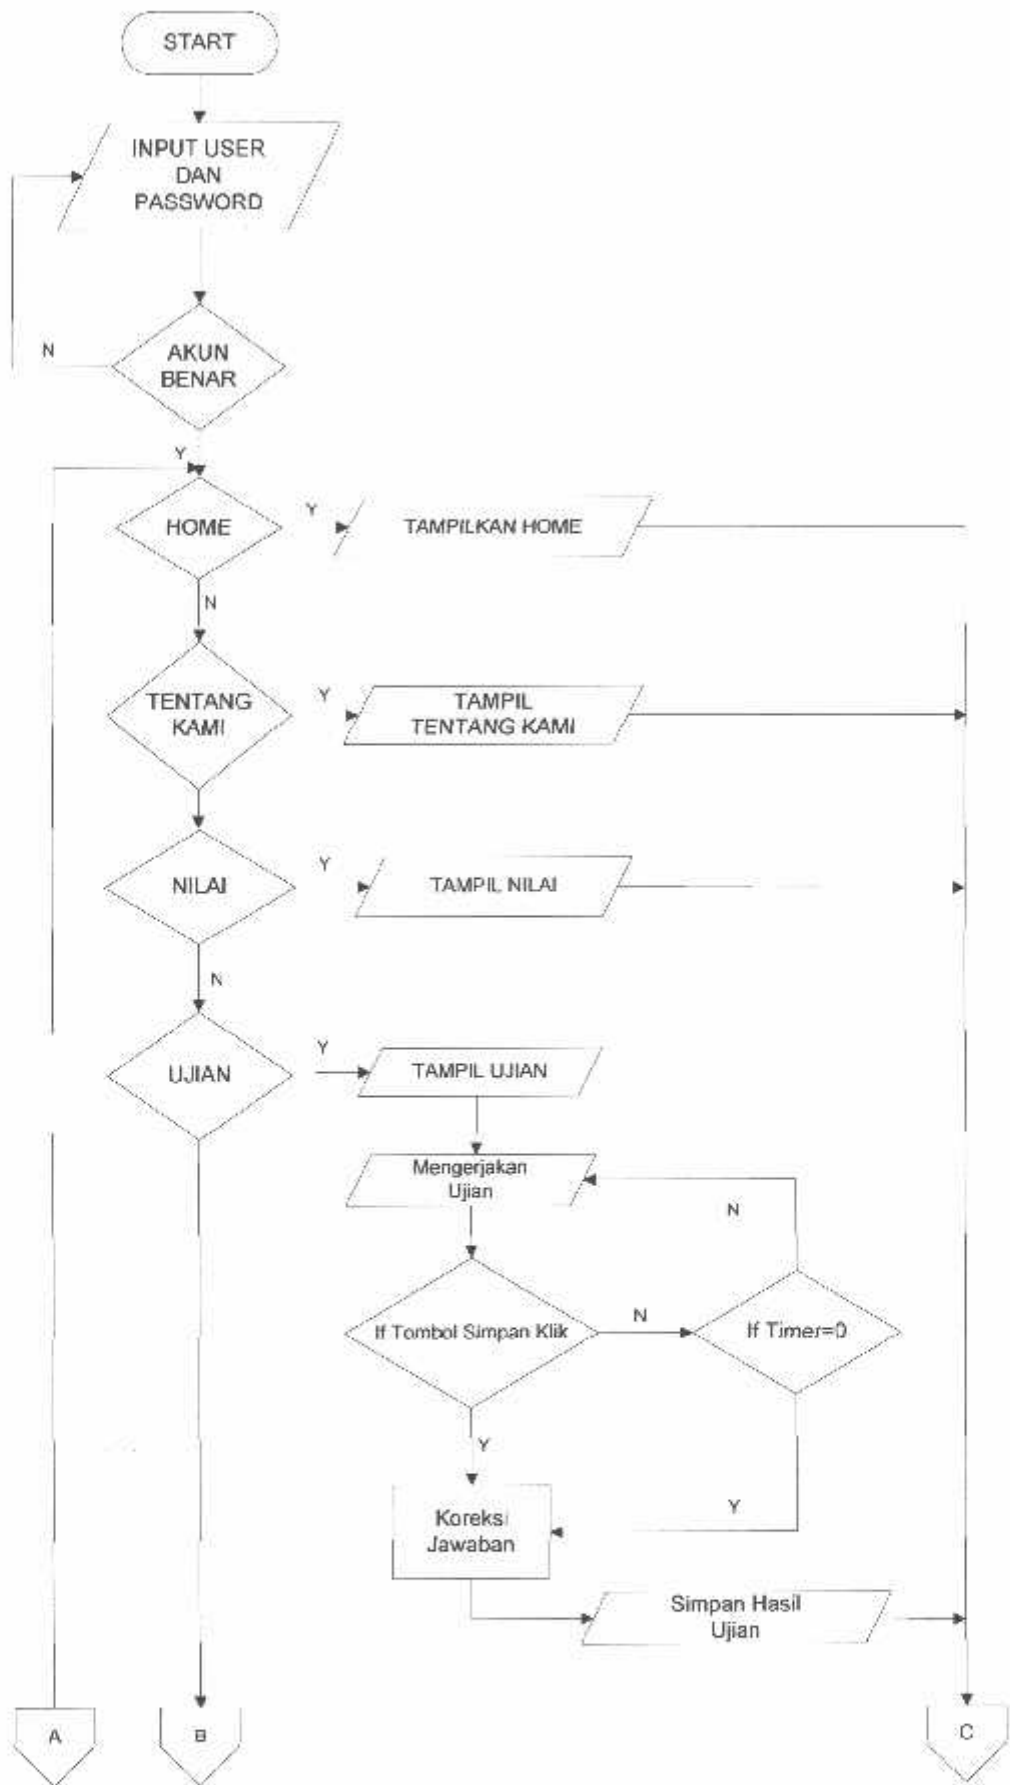 START
INPUT USER
DAN
PASSWORD
N
AKUN
BENAR
Y
HOME
Y
TAMPILKAN HOME
N
TENTANG
KAMI
Y
TAMPIL
TENTANG KAMI
NILAI
Y
TAMPIL NILAI
N
UJIAN
Y
TAMPIL UJIAN
Mengerjakan
Ujian
N
If Tombol Simpan Klik
N
If Timer=0
Y
Koreksi
Jawaban
Y
Simpan Hasil
Ujian
A
B
C